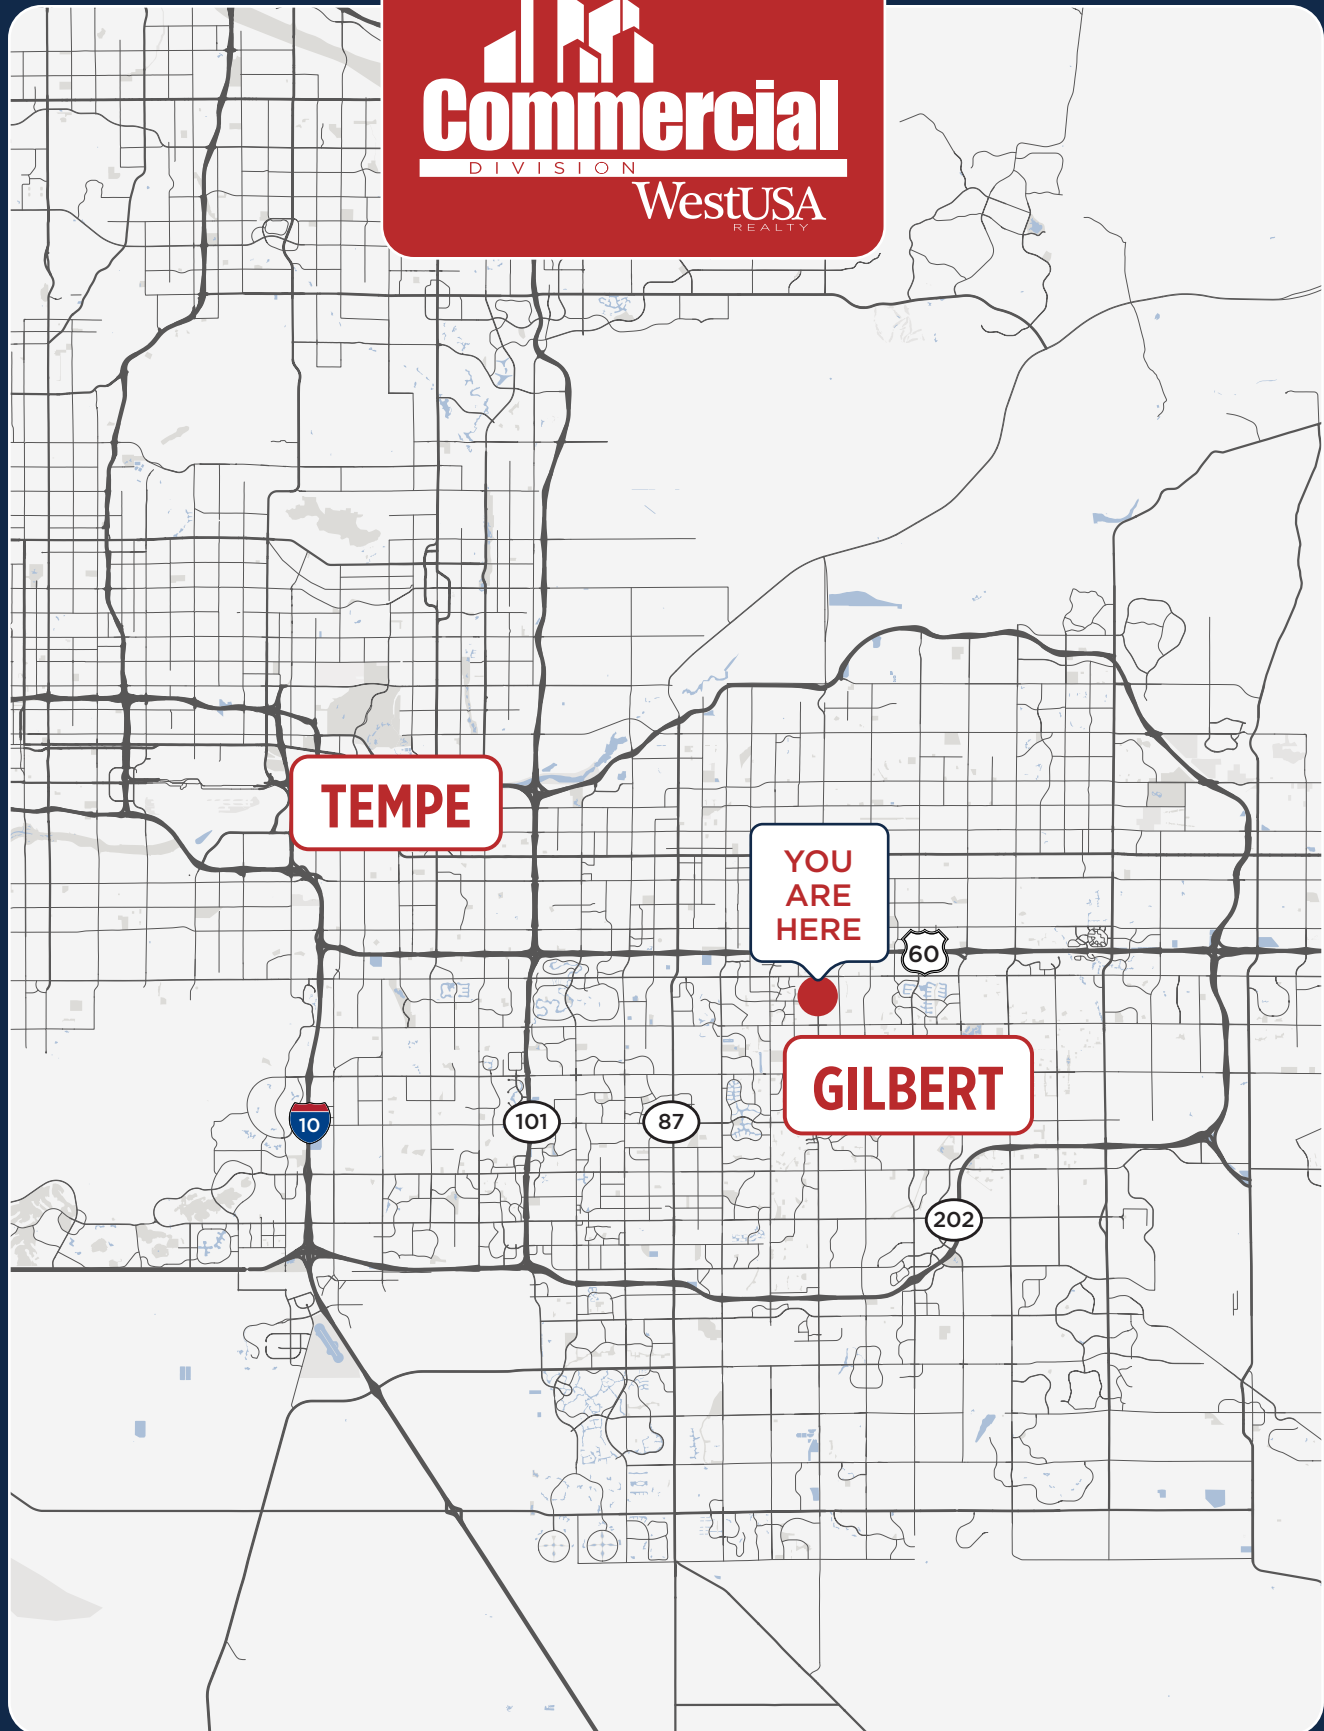 Commercial
DIVISION
WestUSA
REALTY
TEMPE
YOU
ARE
HERE
60
GILBERT
10
101
87
202